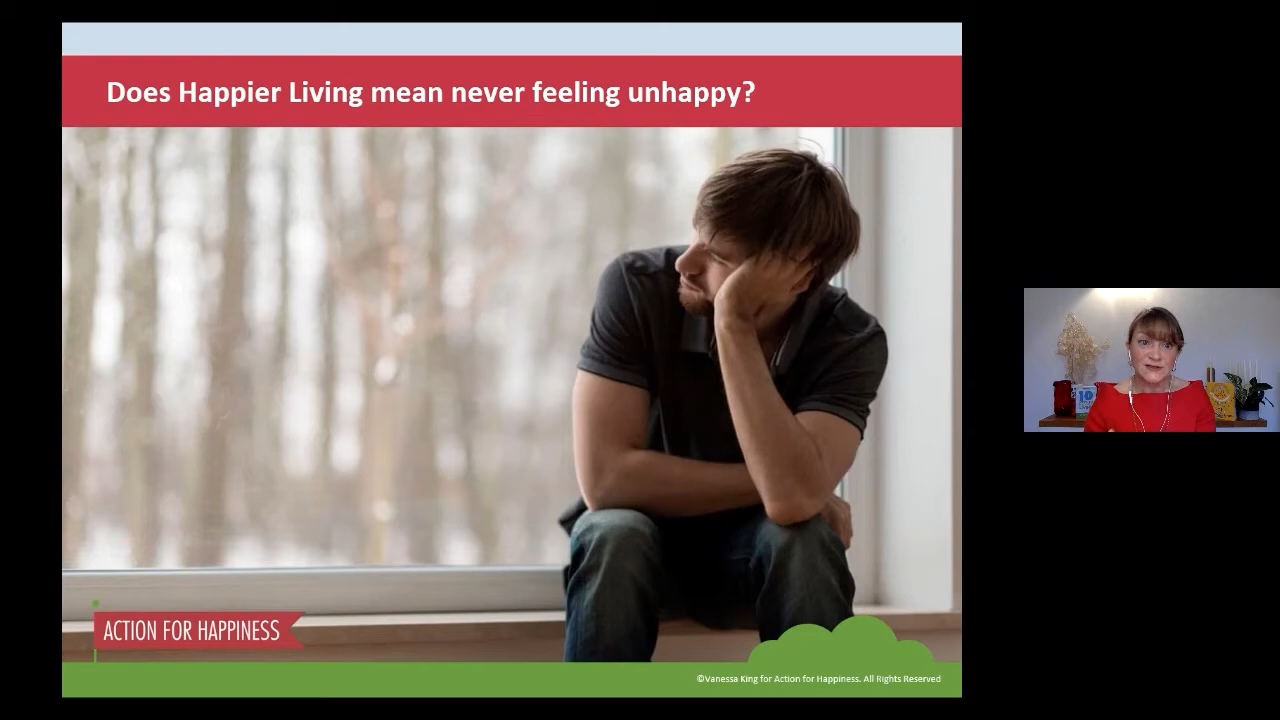 Does Happier Living mean never feeling unhappy?
ACTION FOR HAPPINESS
©Vanessa King for Action for Happiness. All Rights Reserved
10